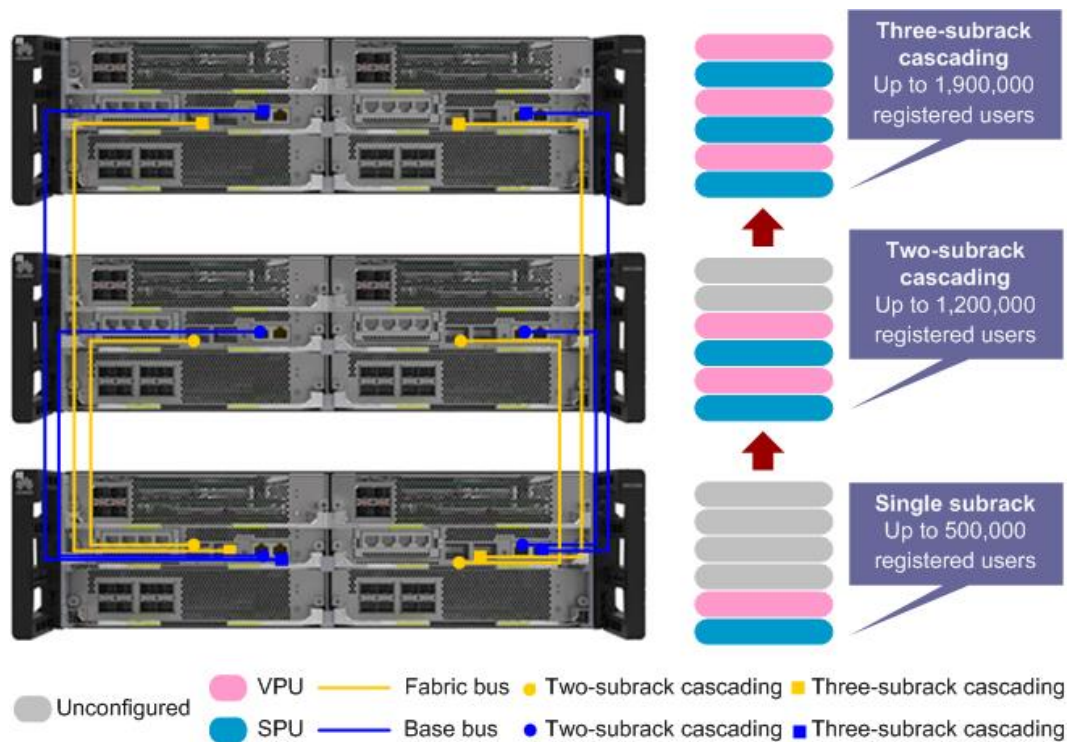 Three-subrack
cascading
Up to 1,900,000
registered users
Two-subrack
cascading
Up to 1,200,000
registered users
Single subrack
Up to 500,000
registered users
Unconfigured
VPU
Fabric bus
Two-subrack cascading
Three-subrack cascading
SPU
Base bus
Two-subrack cascading
Three-subrack cascading